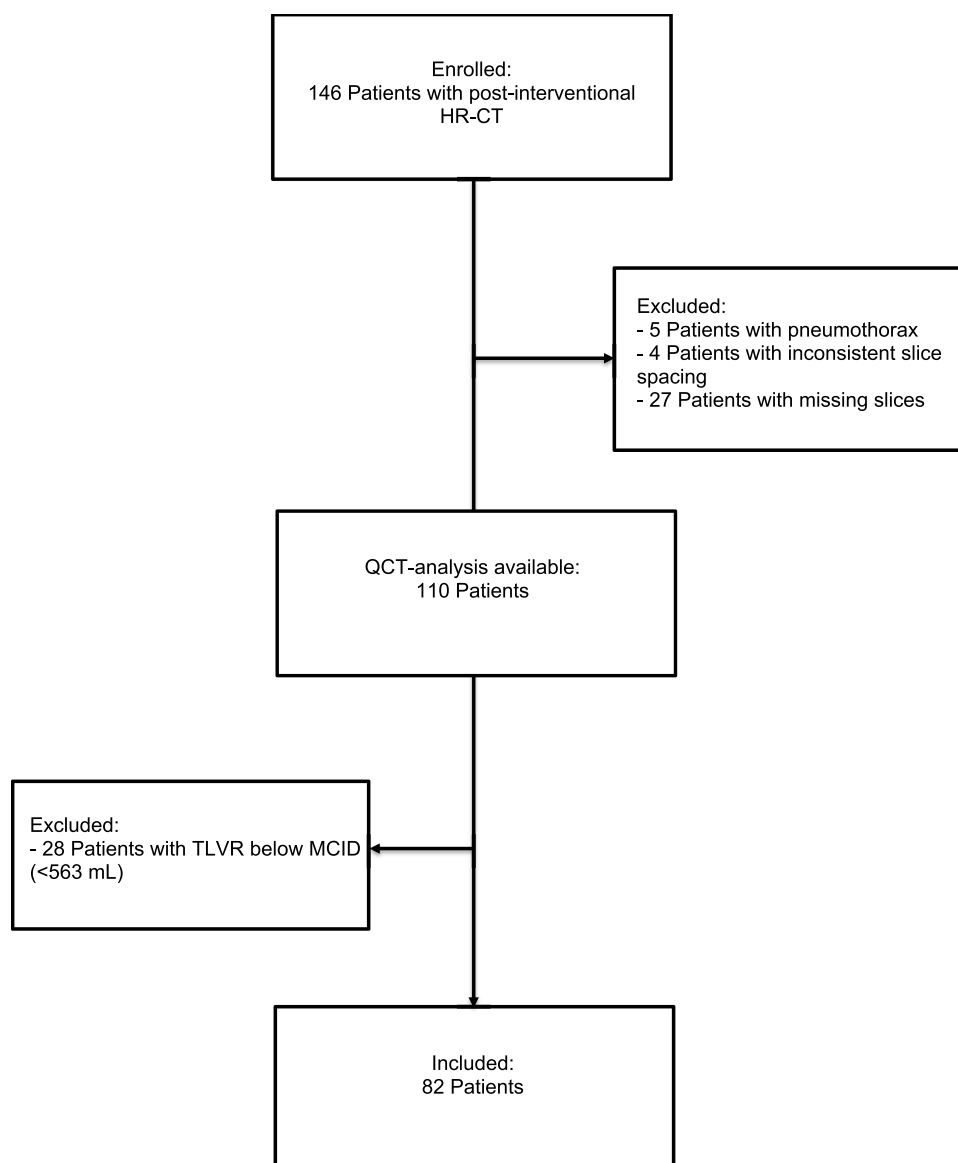 Enrolled:
146 Patients with post-interventional
HR-CT
Excluded:
- 5 Patients with pneumothorax
- 4 Patients with inconsistent slice
spacing
- 27 Patients with missing slices
QCT-analysis available:
110 Patients
Excluded:
- 28 Patients with TLVR below MCID
(<563 mL)
Included:
82 Patients